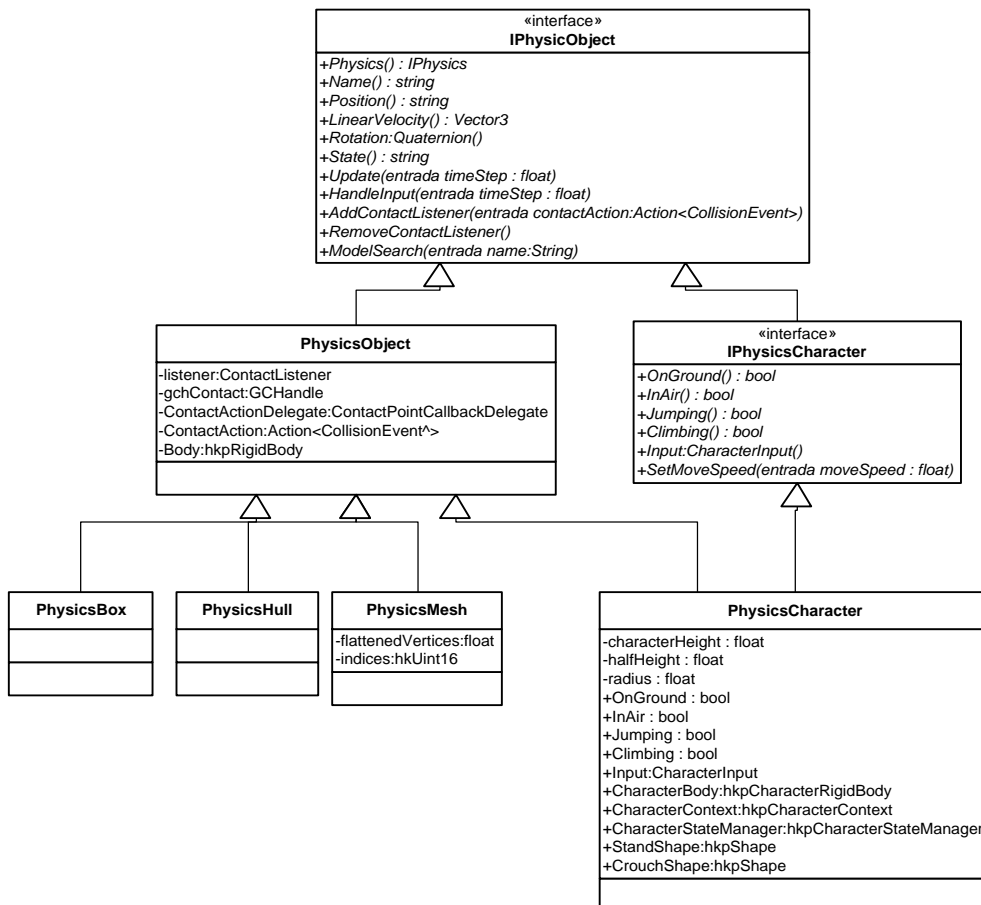 «interface»
IPhysicObject
+Physics() : IPhysics
+Name() : string
+Position() : string
+LinearVelocity() : Vector3
+Rotation:Quaternion()
+State() : string
+Update(entrada timeStep : float)
+HandleInput(entrada timeStep : float)
+AddContactListener(entrada contactAction:Action<CollisionEvent>)
+RemoveContactListener()
+ModelSearch(entrada name:String)
PhysicsObject
-listener:ContactListener
-gchContact:GCHandle
-ContactActionDelegate:ContactPointCallbackDelegate
-ContactAction:Action<CollisionEvent^>
-Body:hkpRigidBody
«interface»
IPhysicsCharacter
+OnGround() : bool
+InAir() : bool
+Jumping() : bool
+Climbing() : bool
+Input:CharacterInput()
+SetMoveSpeed(entrada moveSpeed : float)
PhysicsBox
PhysicsHull
PhysicsMesh
-flattenedVertices:float
-indices:hkUint16
PhysicsCharacter
-characterHeight : float
-halfHeight : float
-radius : float
+OnGround : bool
+InAir : bool
+Jumping : bool
+Climbing : bool
+Input:CharacterInput
+CharacterBody:hkpCharacterRigidBody
+CharacterContext:hkpCharacterContext
+CharacterStateManager:hkpCharacterStateManager
+StandShape:hkpShape
+CrouchShape:hkpShape